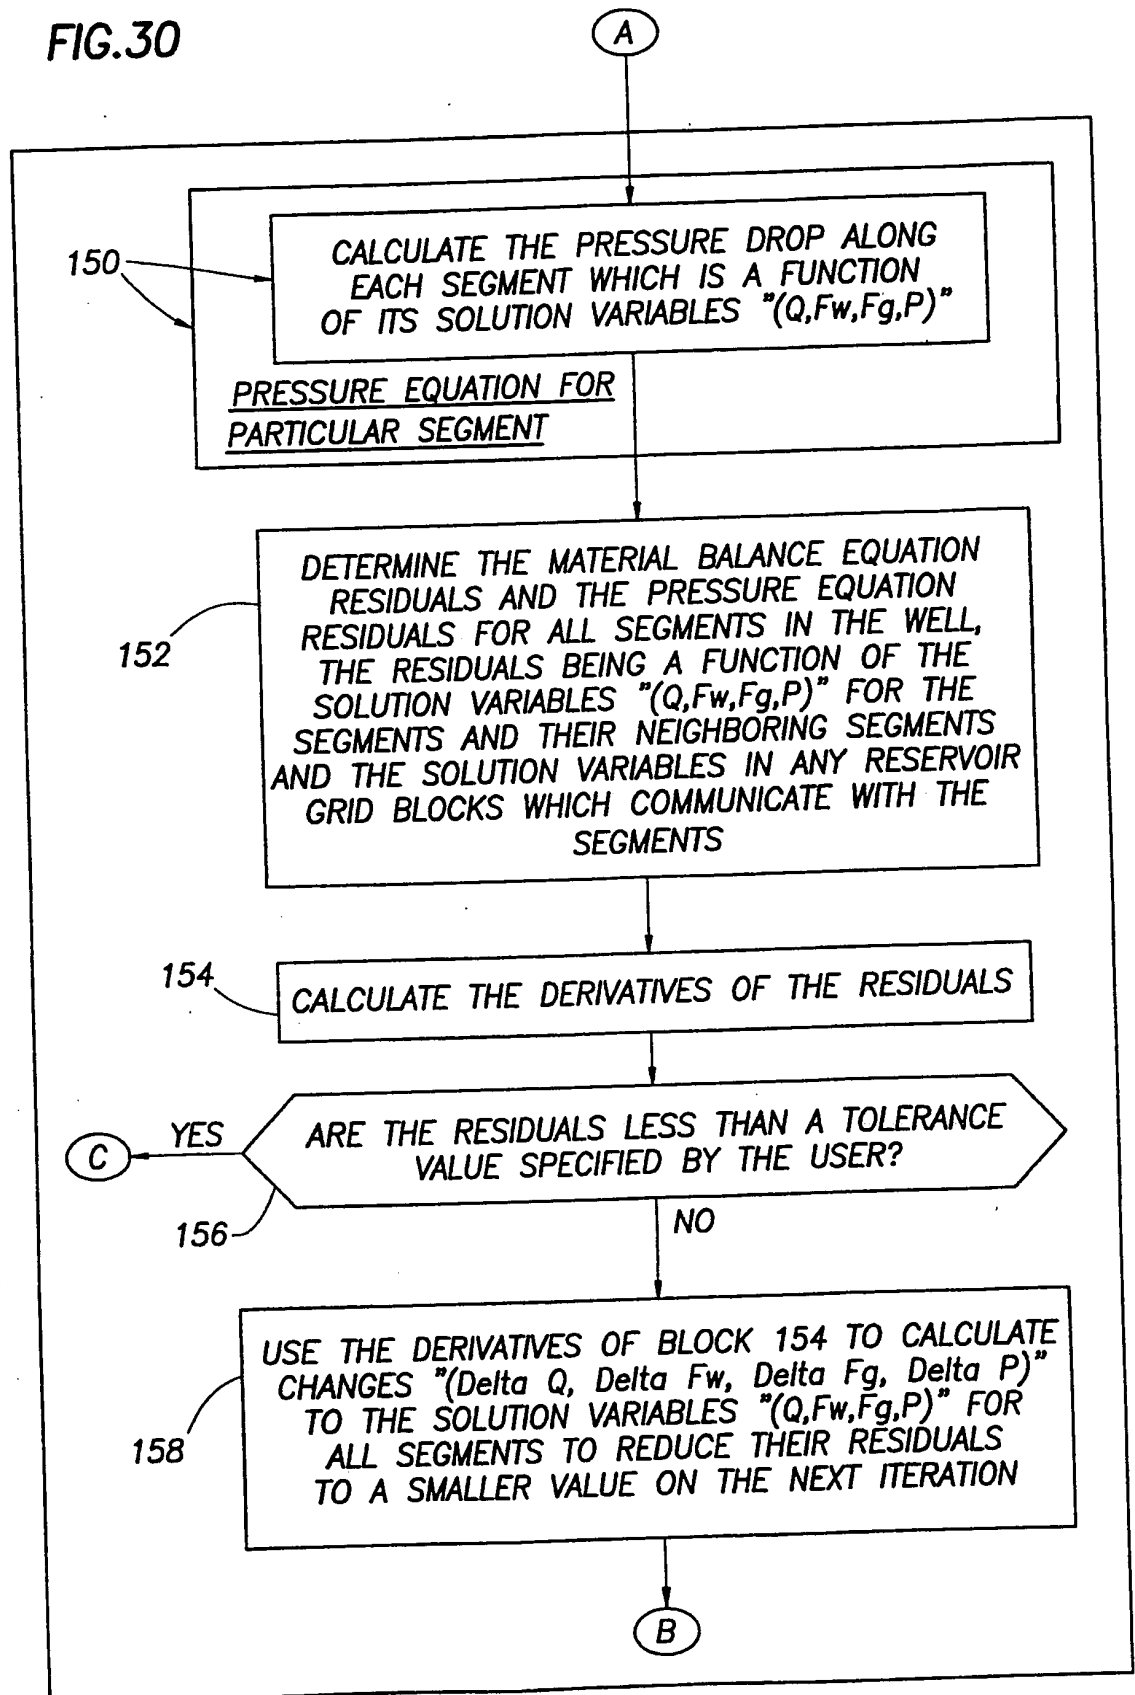 FIG.30
A
150
CALCULATE THE PRESSURE DROP ALONG
EACH SEGMENT WHICH IS A FUNCTION
OF ITS SOLUTION VARIABLES "(Q,Fw,Fg,P)"
PRESSURE EQUATION FOR
PARTICULAR SEGMENT
152
DETERMINE THE MATERIAL BALANCE EQUATION
RESIDUALS AND THE PRESSURE EQUATION
RESIDUALS FOR ALL SEGMENTS IN THE WELL,
THE RESIDUALS BEING A FUNCTION OF THE
SOLUTION VARIABLES "(Q,Fw,Fg,P)" FOR THE
SEGMENTS AND THEIR NEIGHBORING SEGMENTS
AND THE SOLUTION VARIABLES IN ANY RESERVOIR
GRID BLOCKS WHICH COMMUNICATE WITH THE
SEGMENTS
154
CALCULATE THE DERIVATIVES OF THE RESIDUALS
C
YES
ARE THE RESIDUALS LESS THAN A TOLERANCE
VALUE SPECIFIED BY THE USER?
156
NO
158
USE THE DERIVATIVES OF BLOCK 154 TO CALCULATE
CHANGES "(Delta Q, Delta Fw, Delta Fg, Delta P)"
TO THE SOLUTION VARIABLES "(Q,Fw,Fg,P)" FOR
ALL SEGMENTS TO REDUCE THEIR RESIDUALS
TO A SMALLER VALUE ON THE NEXT ITERATION
B